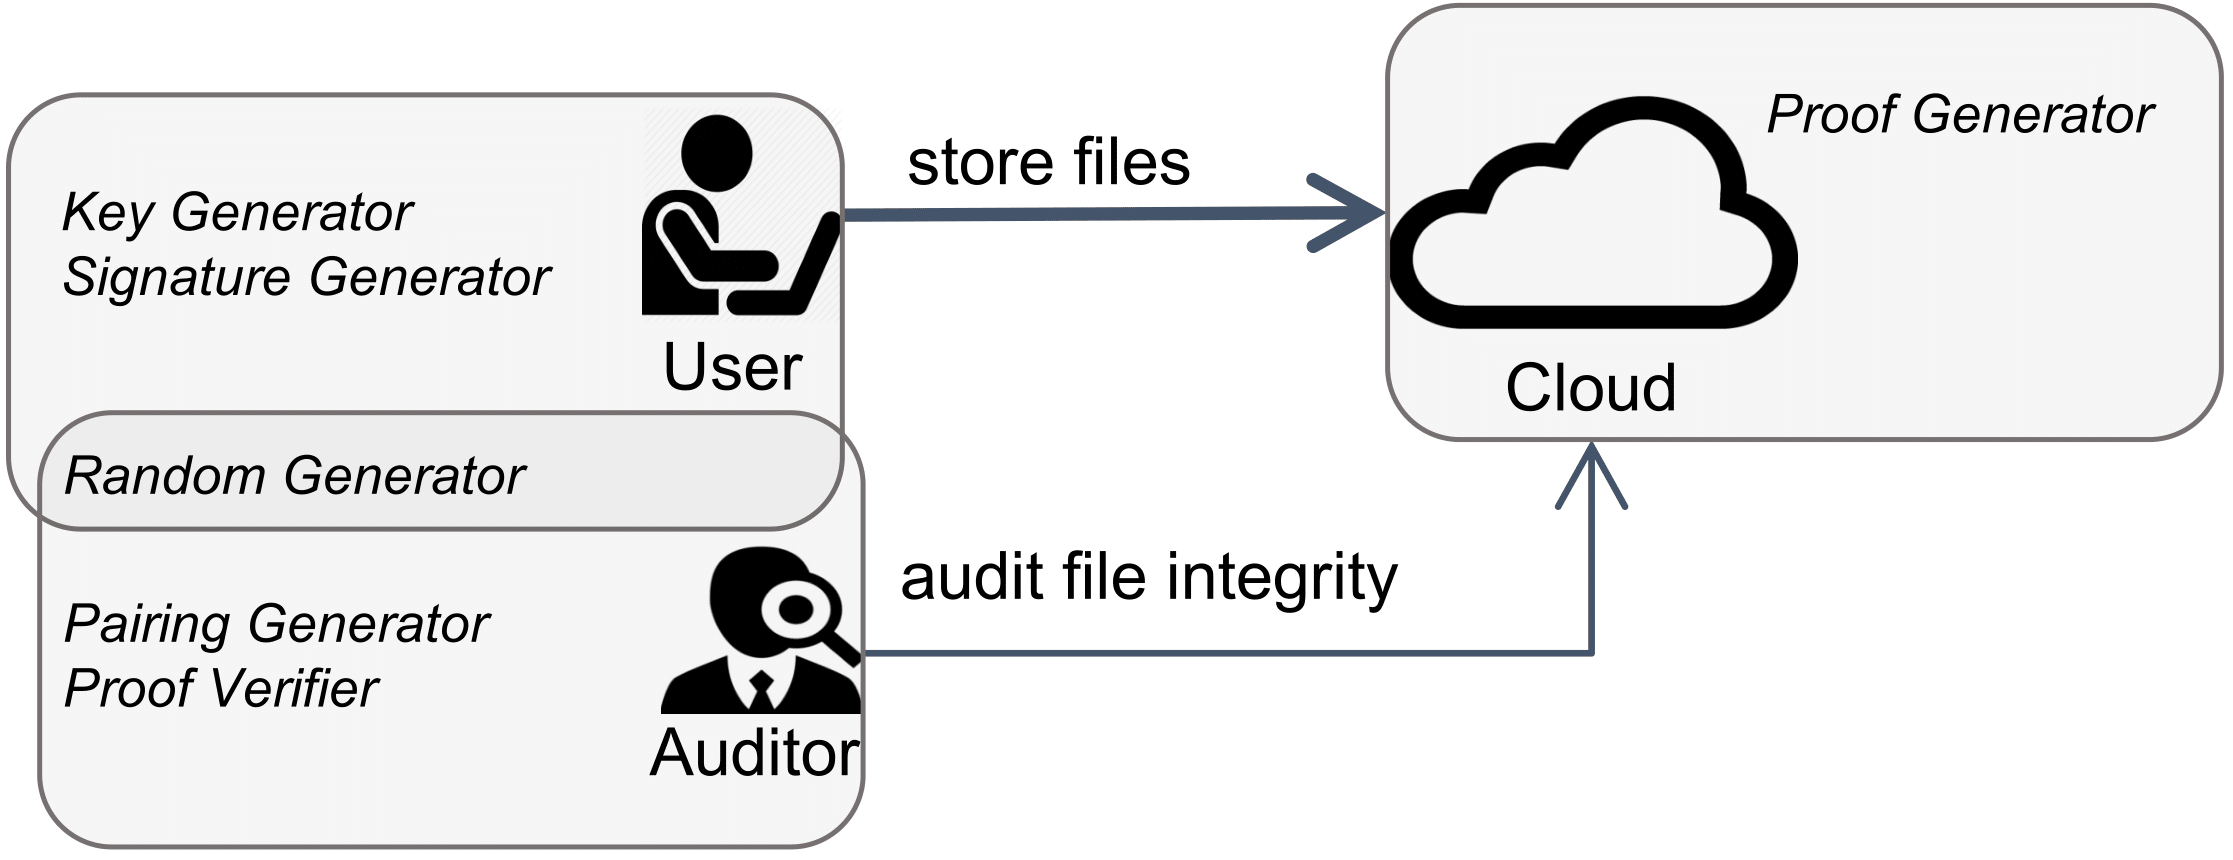 Key Generator
Signature Generator
User
Random Generator
Pairing Generator
Proof Verifier
Auditor
store files
audit file integrity
Proof Generator
Cloud